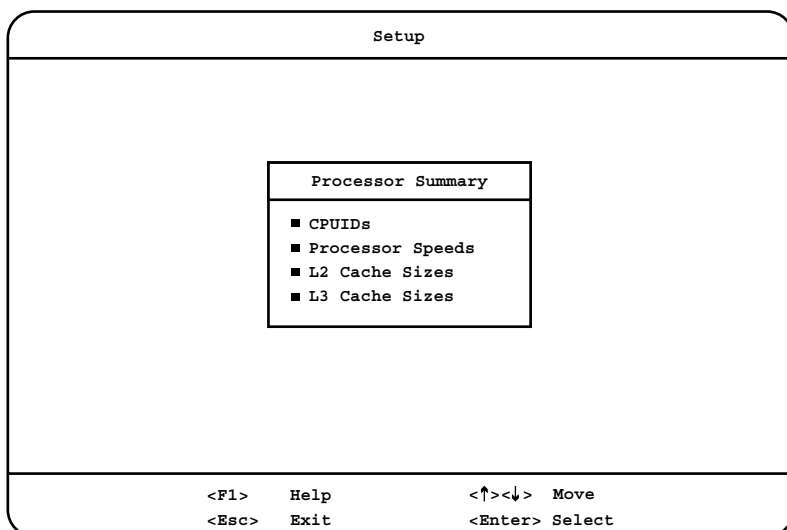 Setup
Processor Summary
■ CPUIDs
■ Processor Speeds
■ L2 Cache Sizes
■ L3 Cache Sizes
<F1> Help <↑><↓> Move
<Esc> Exit <Enter> Select